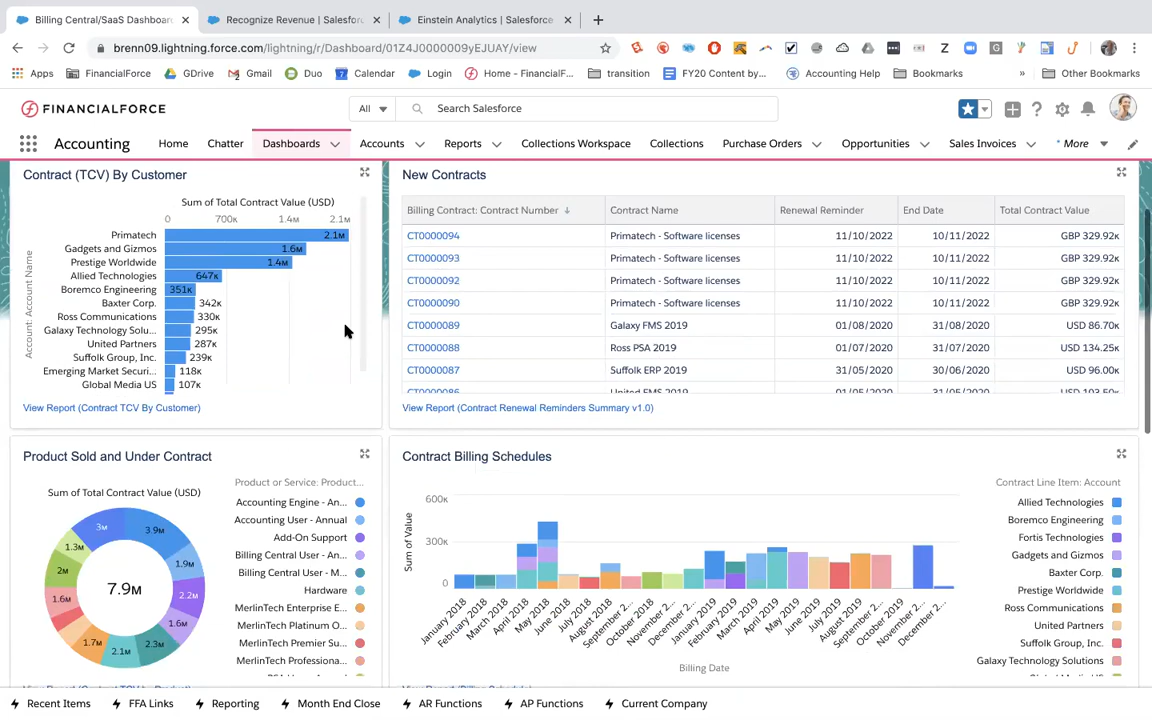 Billing Central/SaaS Dashboard
Recognize Revenue | Salesfor
Einstein Analytics | Salesforce
brenn09.lightning.force.com/lightning/r/Dashboard/01Z4J0000009yEJUAY/view
Apps
FinancialForce
GDrive
Gmail
Duo
Calendar
Login
Home - FinancialF...
transition
FY20 Content by...
Accounting Help
Bookmarks
»
Other Bookmarks
FINANCIALFORCE
All
Search Salesforce
Accounting
Home
Chatter
Dashboards
Accounts
Reports
Collections Workspace
Collections
Purchase Orders
Opportunities
Sales Invoices
* More
Contract (TCV) By Customer
Sum of Total Contract Value (USD)
0 700K 1.4M 2.1M
Account: Account Name
Primatech 2.1M
Gadgets and Gizmos 1.6M
Prestige Worldwide 1.4M
Allied Technologies 647K
Boremco Engineering 351K
Baxter Corp. 342K
Ross Communications 330K
Galaxy Technology Solu... 295K
United Partners 287K
Suffolk Group, Inc. 239K
Emerging Market Securi... 118K
Global Media US 107K
View Report (Contract TCV By Customer)
New Contracts
Billing Contract: Contract Number ↓ Contract Name Renewal Reminder End Date Total Contract Value
CT0000094 Primatech - Software licenses 11/10/2022 10/11/2022 GBP 329.92K
CT0000093 Primatech - Software licenses 11/10/2022 10/11/2022 GBP 329.92K
CT0000092 Primatech - Software licenses 11/10/2022 10/11/2022 GBP 329.92K
CT0000090 Primatech - Software licenses 11/10/2022 10/11/2022 GBP 329.92K
CT0000089 Galaxy FMS 2019 01/08/2020 31/08/2020 USD 86.70K
CT0000088 Ross PSA 2019 01/07/2020 31/07/2020 USD 134.25K
CT0000087 Suffolk ERP 2019 31/05/2020 30/06/2020 USD 96.00K
CT0000086 United FMS 2019 01/05/2020 31/05/2020 USD 103.50K
View Report (Contract Renewal Reminders Summary v1.0)
Product Sold and Under Contract
Sum of Total Contract Value (USD)
3M
3.9M
1.9M
2.2M
1.6M
2.3M
2.1M
1.7M
1.6M
2M
1.3M
7.9M
Product or Service: Product...
Accounting Engine - An...
Accounting User - Annual
Add-On Support
Billing Central User - An...
Billing Central User - M...
Hardware
MerlinTech Enterprise E...
MerlinTech Platinum O...
MerlinTech Premier Su...
MerlinTech Professiona...
Contract Billing Schedules
Sum of Value
600K
300K
0
January 2018
February 2018
March 2018
April 2018
May 2018
June 2018
July 2018
August 2018
September 2...
October 2018
November 2...
December 2...
January 2019
February 2019
March 2019
April 2019
May 2019
June 2019
July 2019
August 2019
September 2...
October 2019
November 2...
December 2...
Billing Date
Contract Line Item: Account
Allied Technologies
Boremco Engineering
Fortis Technologies
Gadgets and Gizmos
Baxter Corp.
Prestige Worldwide
Ross Communications
United Partners
Suffolk Group, Inc.
Galaxy Technology Solutions
Recent Items
FFA Links
Reporting
Month End Close
AR Functions
AP Functions
Current Company